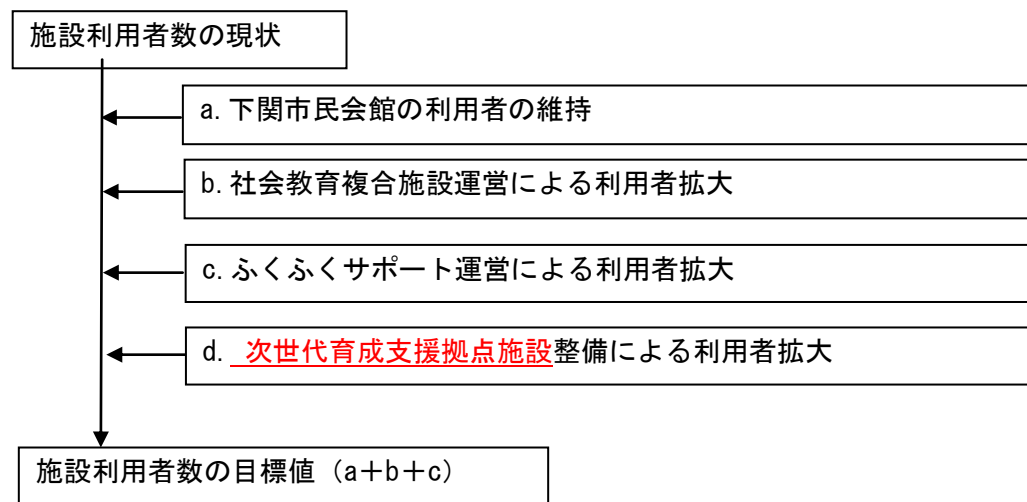 施設利用者数の現状
a. 下関市民会館の利用者の維持
b. 社会教育複合施設運営による利用者拡大
c. ふくふくサポート運営による利用者拡大
d. 次世代育成支援拠点施設整備による利用者拡大
施設利用者数の目標値（a＋b＋c）